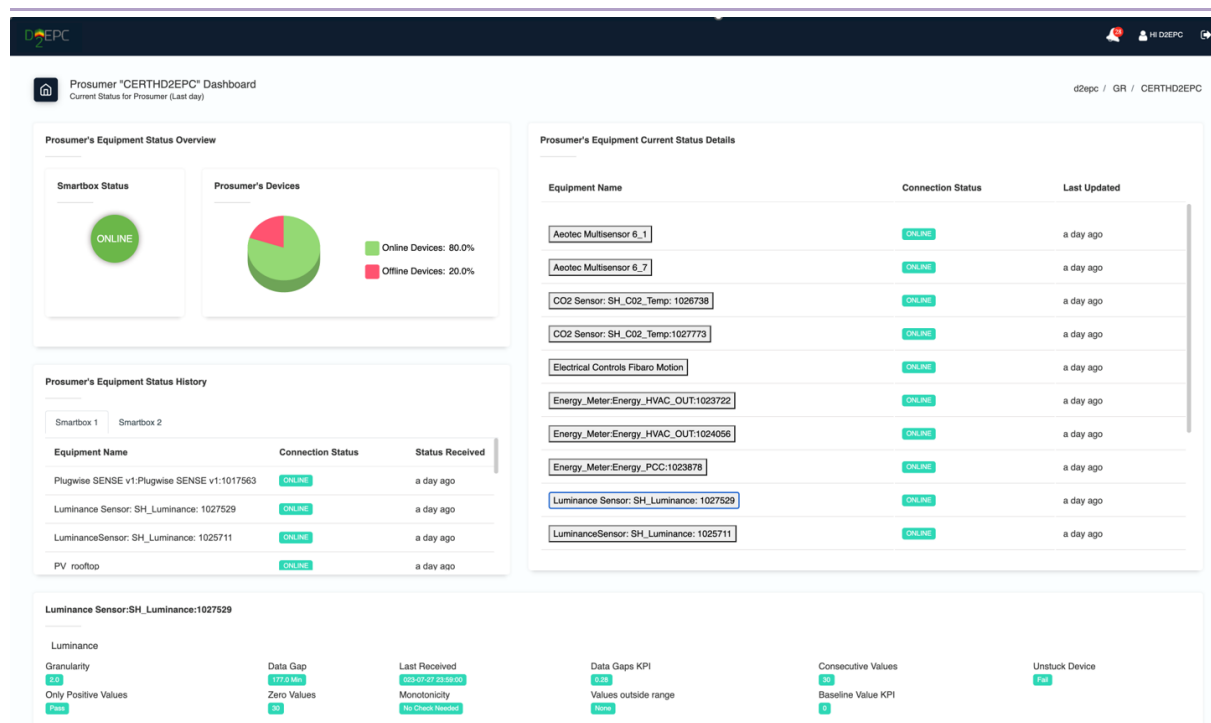 D2EPC
28
HI D2EPC
Prosumer "CERTHD2EPC" Dashboard
Current Status for Prosumer (Last day)
d2epc / GR / CERTHD2EPC
Prosumer's Equipment Status Overview
Smartbox Status
ONLINE
Prosumer's Devices
Online Devices: 80.0%
Offline Devices: 20.0%
Prosumer's Equipment Status History
Smartbox 1 Smartbox 2
Equipment Name Connection Status Status Received
Plugwise SENSE v1:Plugwise SENSE v1:1017563 ONLINE a day ago
Luminance Sensor: SH_Luminance: 1027529 ONLINE a day ago
LuminanceSensor: SH_Luminance: 1025711 ONLINE a day ago
PV_rooftop ONLINE a day ago
Prosumer's Equipment Current Status Details
Equipment Name Connection Status Last Updated
Aeotec Multisensor 6_1 ONLINE a day ago
Aeotec Multisensor 6_7 ONLINE a day ago
CO2 Sensor: SH_C02_Temp: 1026738 ONLINE a day ago
CO2 Sensor: SH_C02_Temp:1027773 ONLINE a day ago
Electrical Controls Fibaro Motion ONLINE a day ago
Energy_Meter:Energy_HVAC_OUT:1023722 ONLINE a day ago
Energy_Meter:Energy_HVAC_OUT:1024056 ONLINE a day ago
Energy_Meter:Energy_PCC:1023878 ONLINE a day ago
Luminance Sensor: SH_Luminance: 1027529 ONLINE a day ago
LuminanceSensor: SH_Luminance: 1025711 ONLINE a day ago
Luminance Sensor:SH_Luminance:1027529
Luminance
Granularity Data Gap Last Received Data Gaps KPI Consecutive Values Unstuck Device
2.0 177.0 Min 023-07-27 23:59:00 0.28 30 Fail
Only Positive Values Zero Values Monotonicity Values outside range Baseline Value KPI
Pass 30 No Check Needed None 0